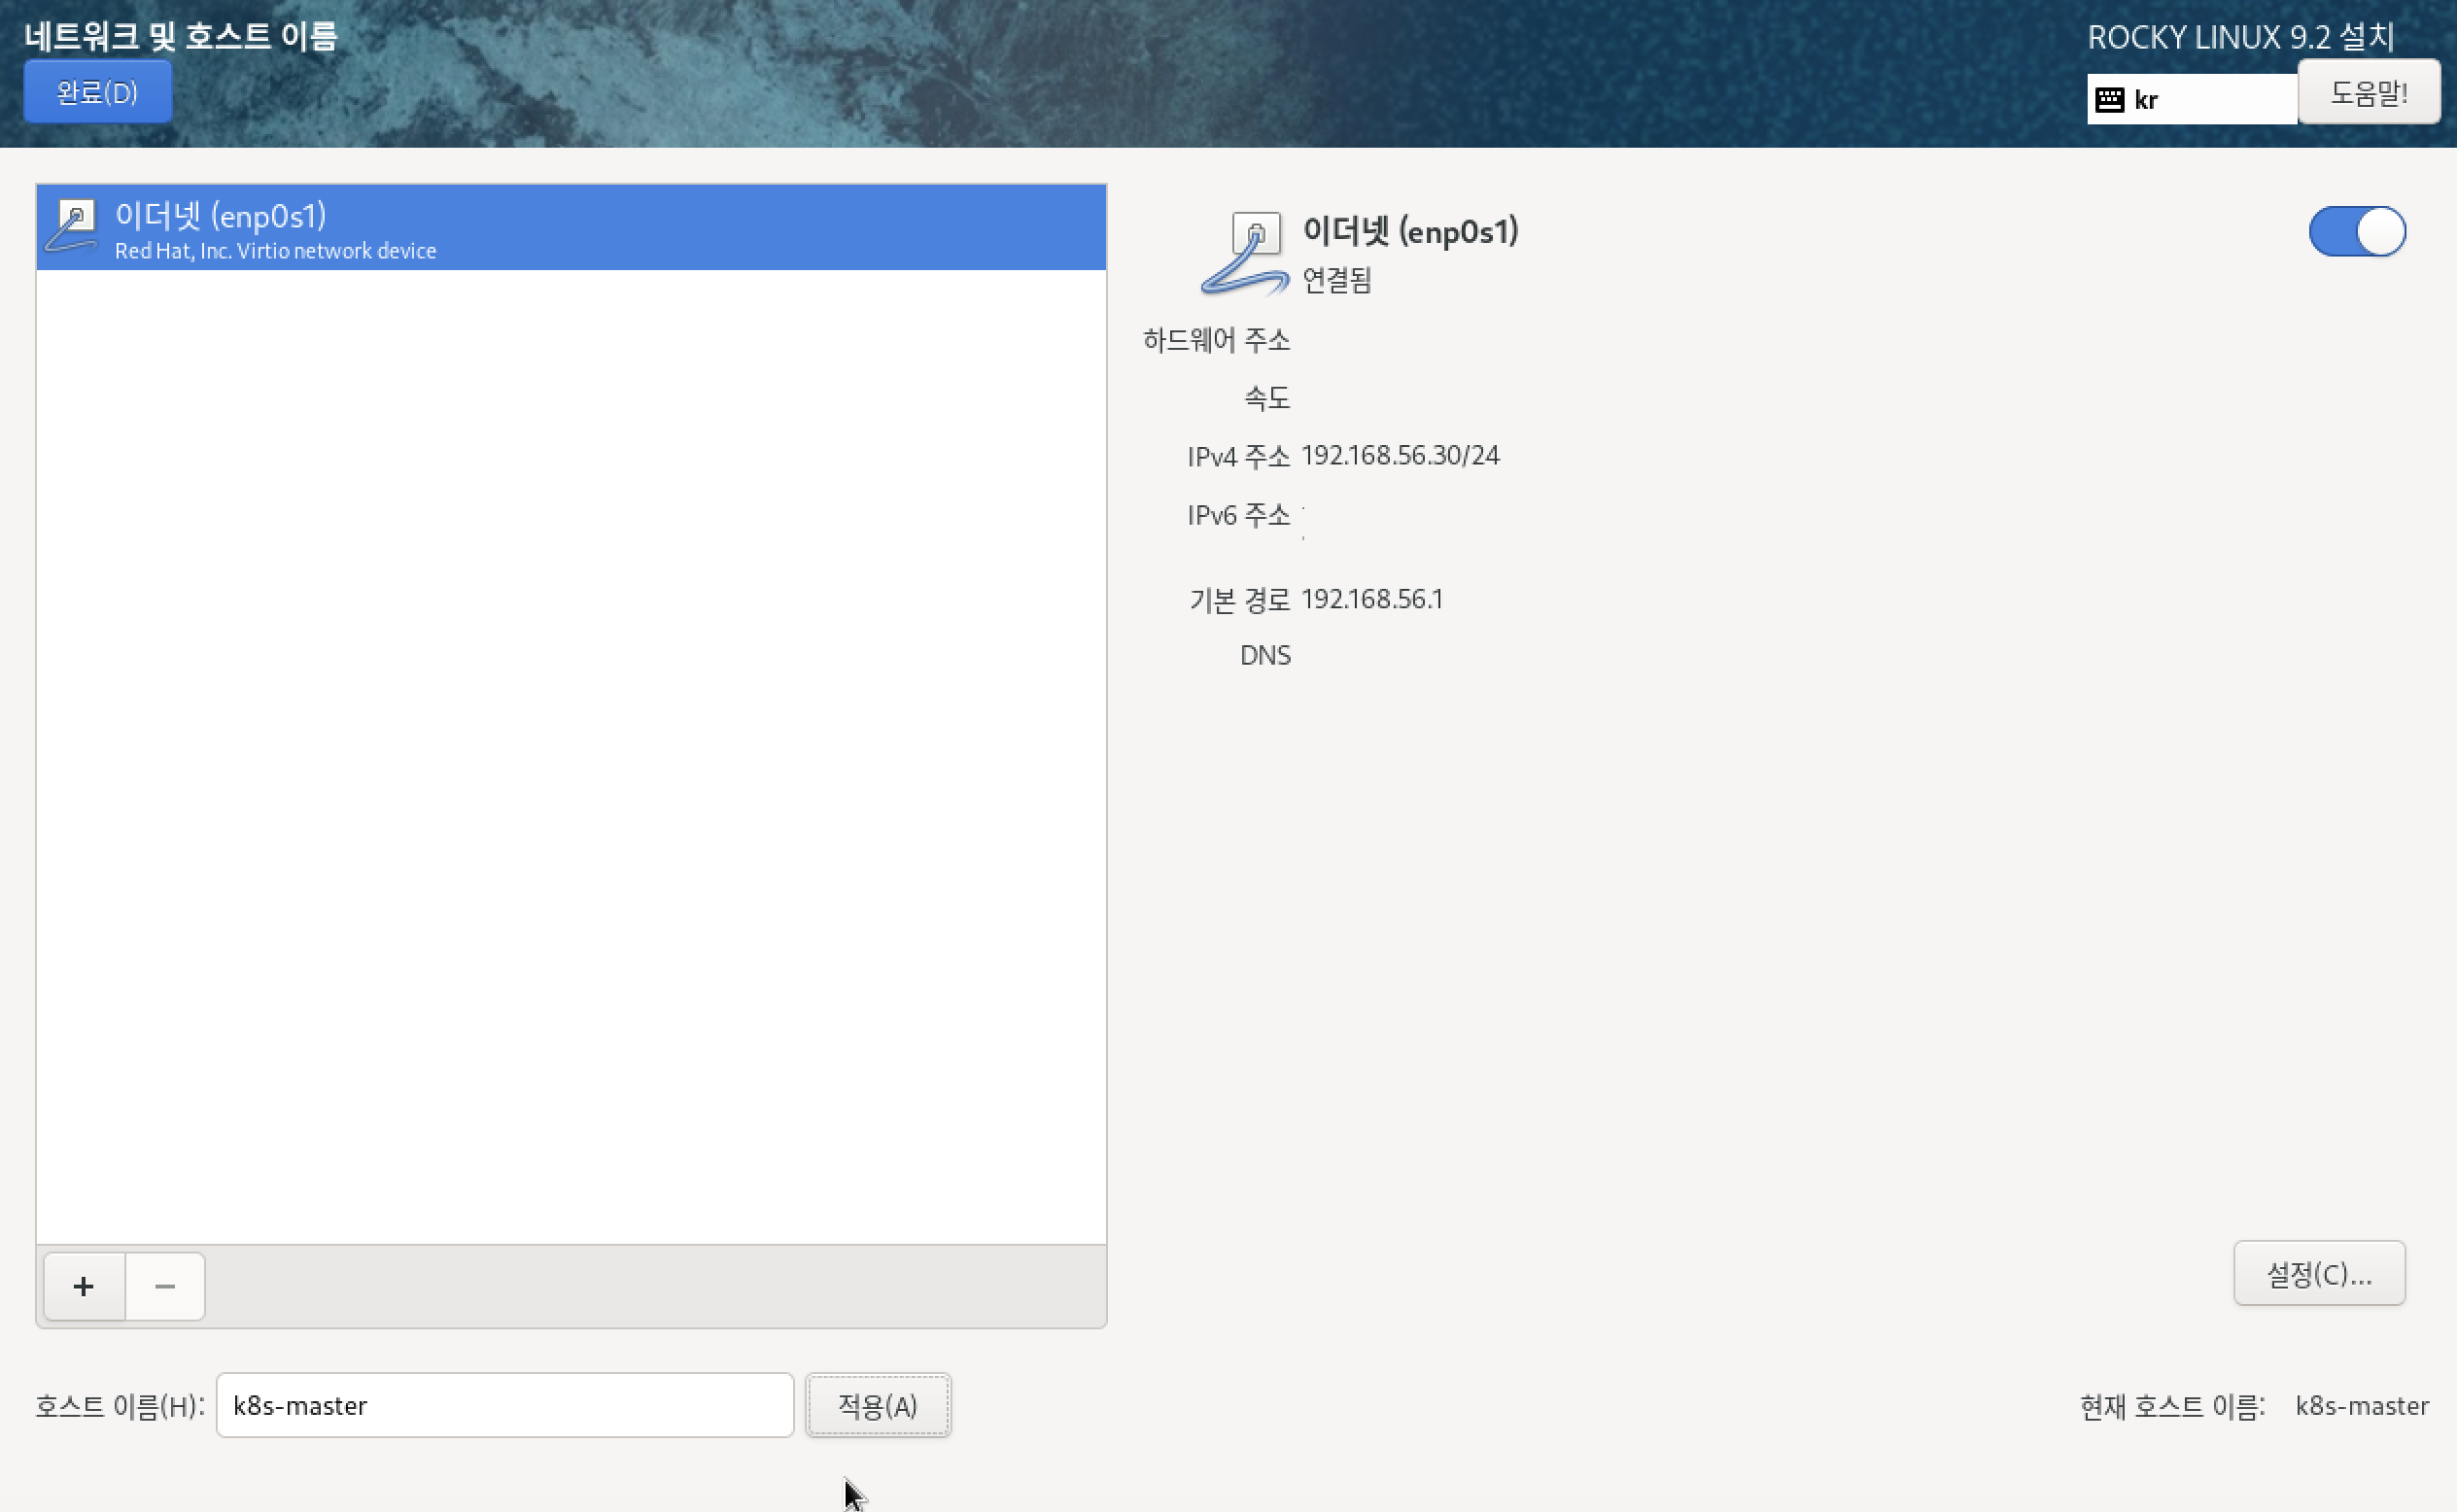 네트워크 및 호스트 이름
ROCKY LINUX 9.2 설치
완료(D)
kr
도움말!
이더넷 (enp0s1)
Red Hat, Inc. Virtio network device
이더넷 (enp0s1)
연결됨
하드웨어 주소
속도
IPv4 주소 192.168.56.30/24
IPv6 주소
기본 경로 192.168.56.1
DNS
+ −
설정(C)...
호스트 이름(H): k8s-master 적용(A)
현재 호스트 이름: k8s-master